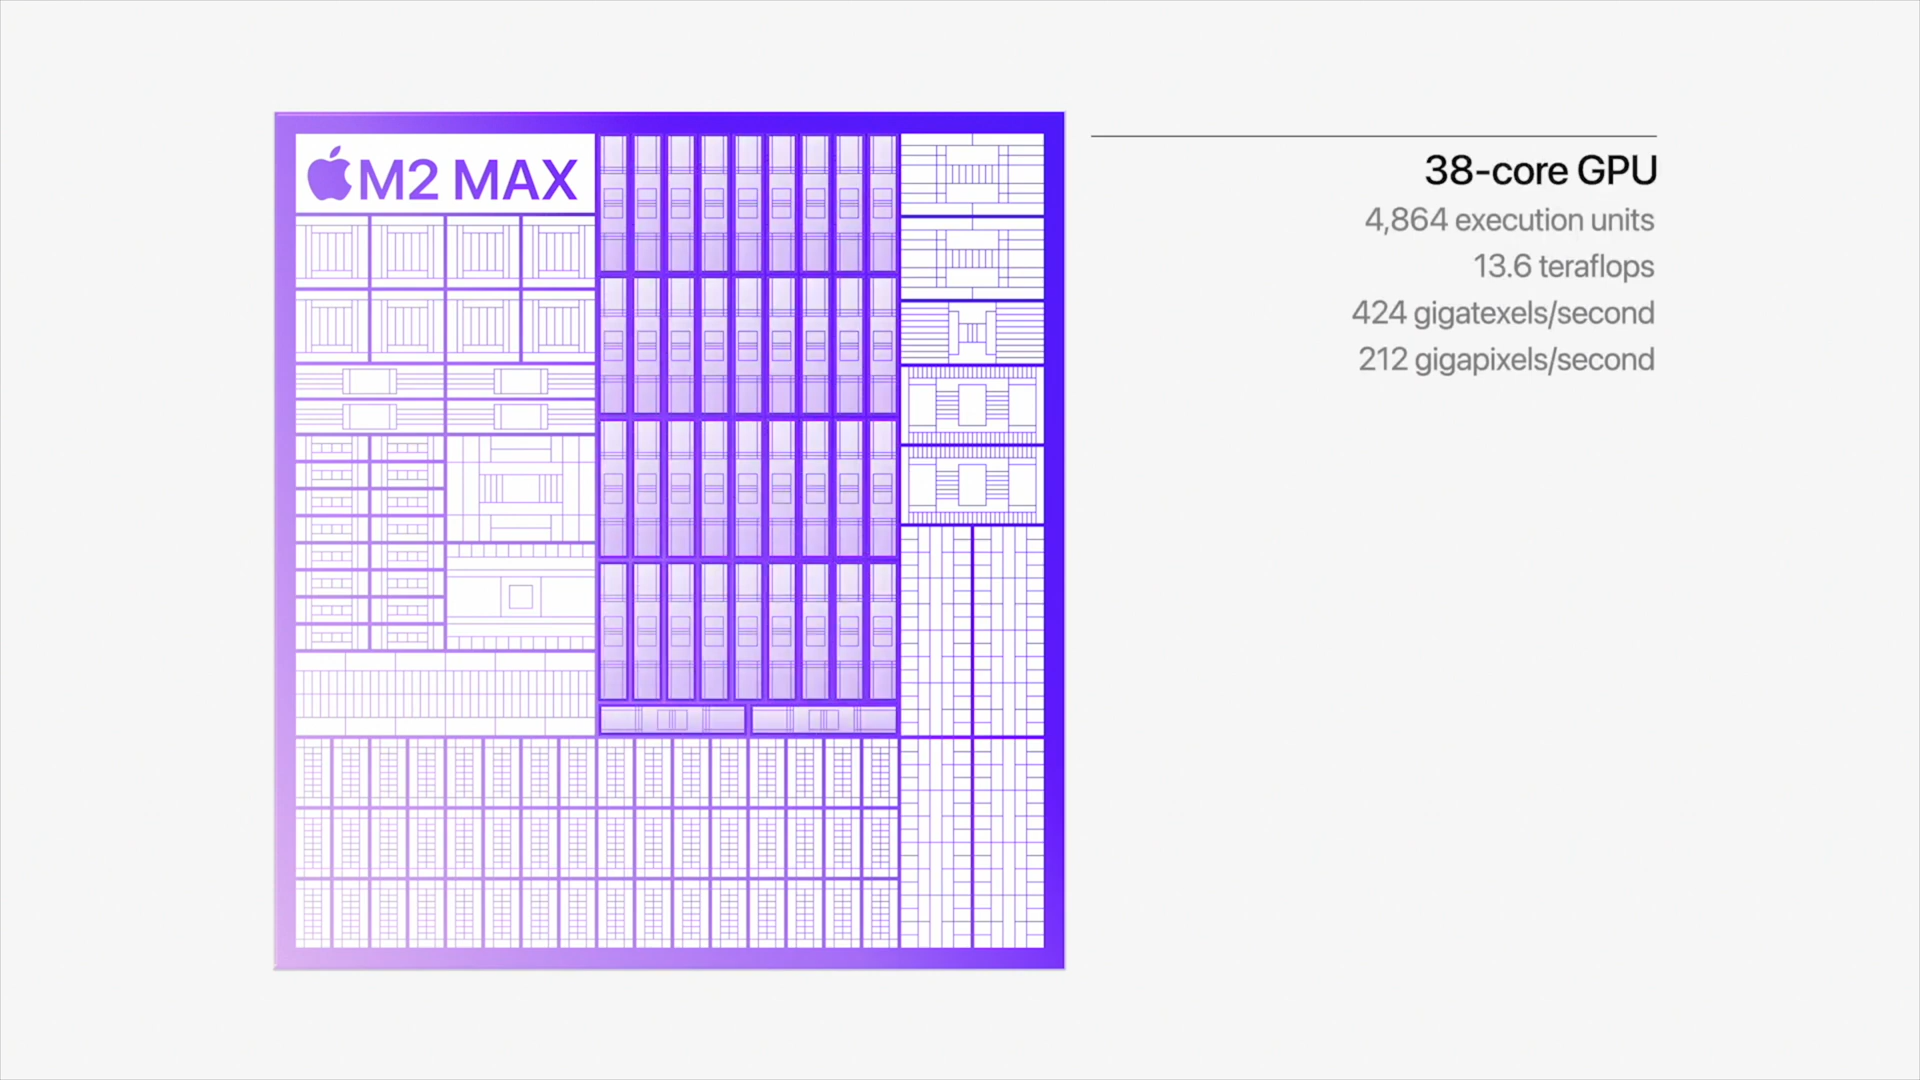 M2 MAX
38-core GPU
4,864 execution units
13.6 teraflops
424 gigatexels/second
212 gigapixels/second